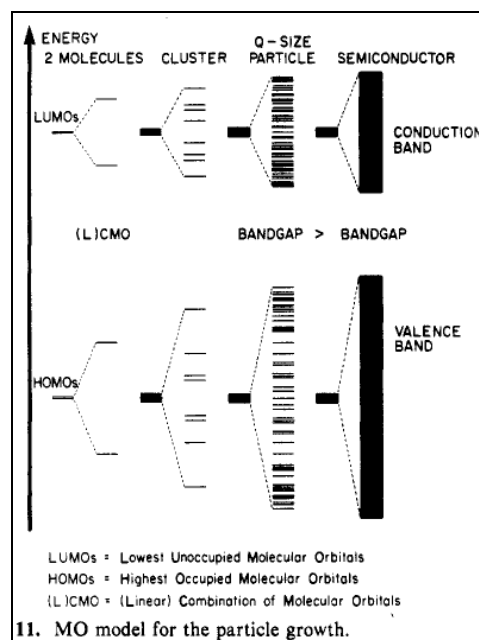 ENERGY
2 MOLECULES CLUSTER Q-SIZE PARTICLE SEMICONDUCTOR
LUMOs
CONDUCTION
BAND
(L)CMO BANDGAP > BANDGAP
VALENCE
BAND
HOMOs
LUMOs = Lowest Unoccupied Molecular Orbitals
HOMOs = Highest Occupied Molecular Orbitals
(L)CMO = (Linear) Combination of Molecular Orbitals
11. MO model for the particle growth.